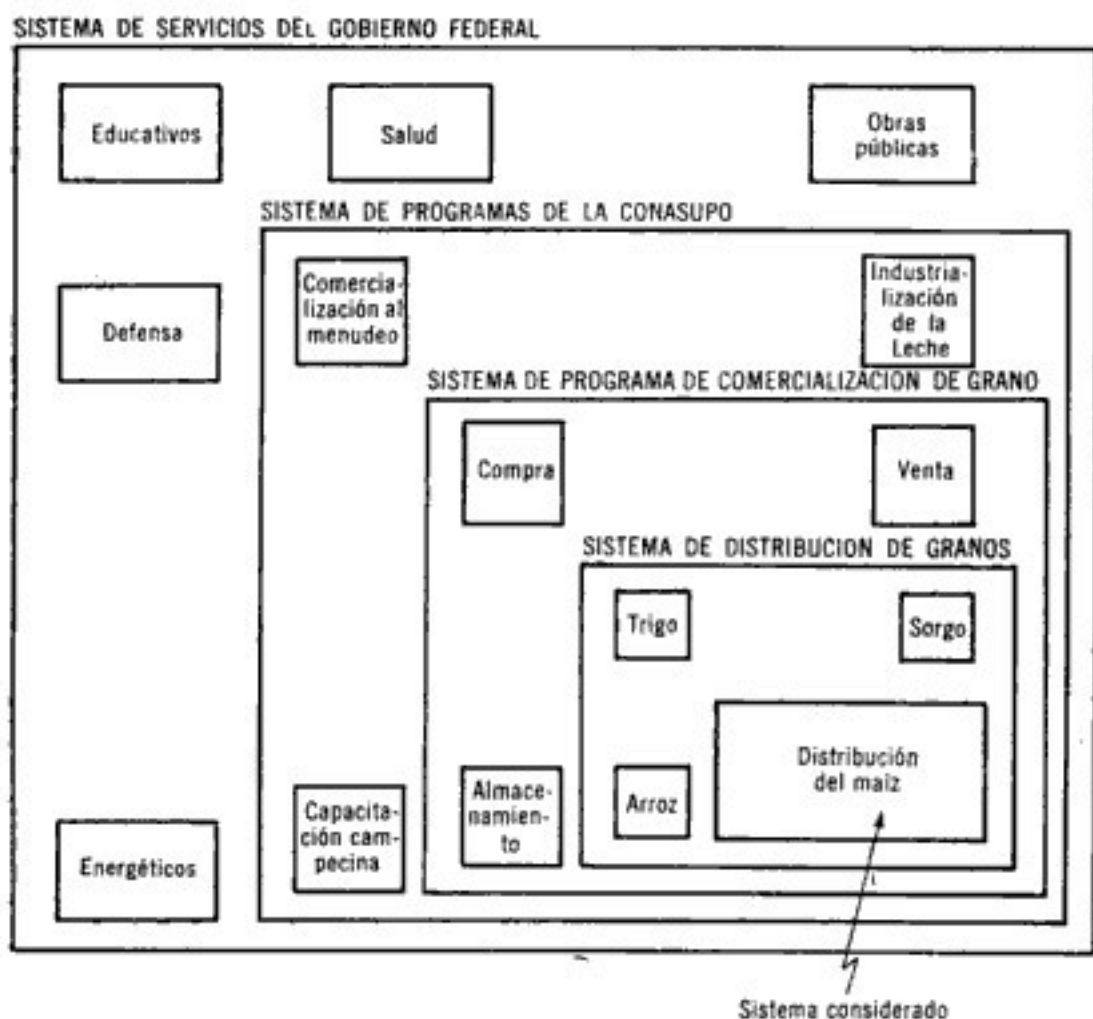 SISTEMA DE SERVICIOS DEL GOBIERNO FEDERAL
Educativos
Salud
Obras
públicas
SISTEMA DE PROGRAMAS DE LA CONASUPO
Defensa
Comercia-
lización al
menudeo
Industria-
lización
de la
Leche
SISTEMA DE PROGRAMA DE COMERCIALIZACION DE GRANO
Compra
Venta
SISTEMA DE DISTRIBUCION DE GRANOS
Trigo
Sorgo
Distribución
del maíz
Arroz
Almace-
namien-
to
Capacita-
ción cam-
pecina
Energéticos
Sistema considerado